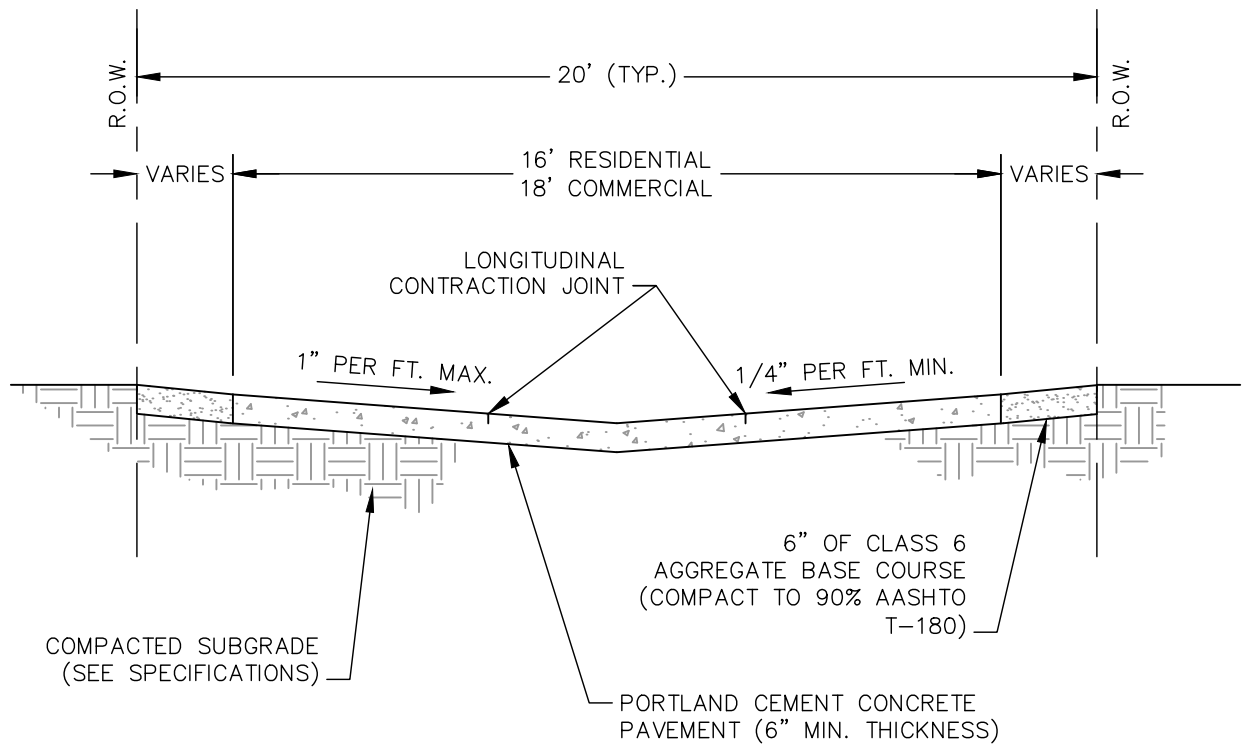 20' (TYP.)
R.O.W.
R.O.W.
VARIES
16' RESIDENTIAL
18' COMMERCIAL
VARIES
LONGITUDINAL
CONTRACTION JOINT
1" PER FT. MAX.
1/4" PER FT. MIN.
6" OF CLASS 6
AGGREGATE BASE COURSE
(COMPACT TO 90% AASHTO
T-180)
COMPACTED SUBGRADE
(SEE SPECIFICATIONS)
PORTLAND CEMENT CONCRETE
PAVEMENT (6" MIN. THICKNESS)